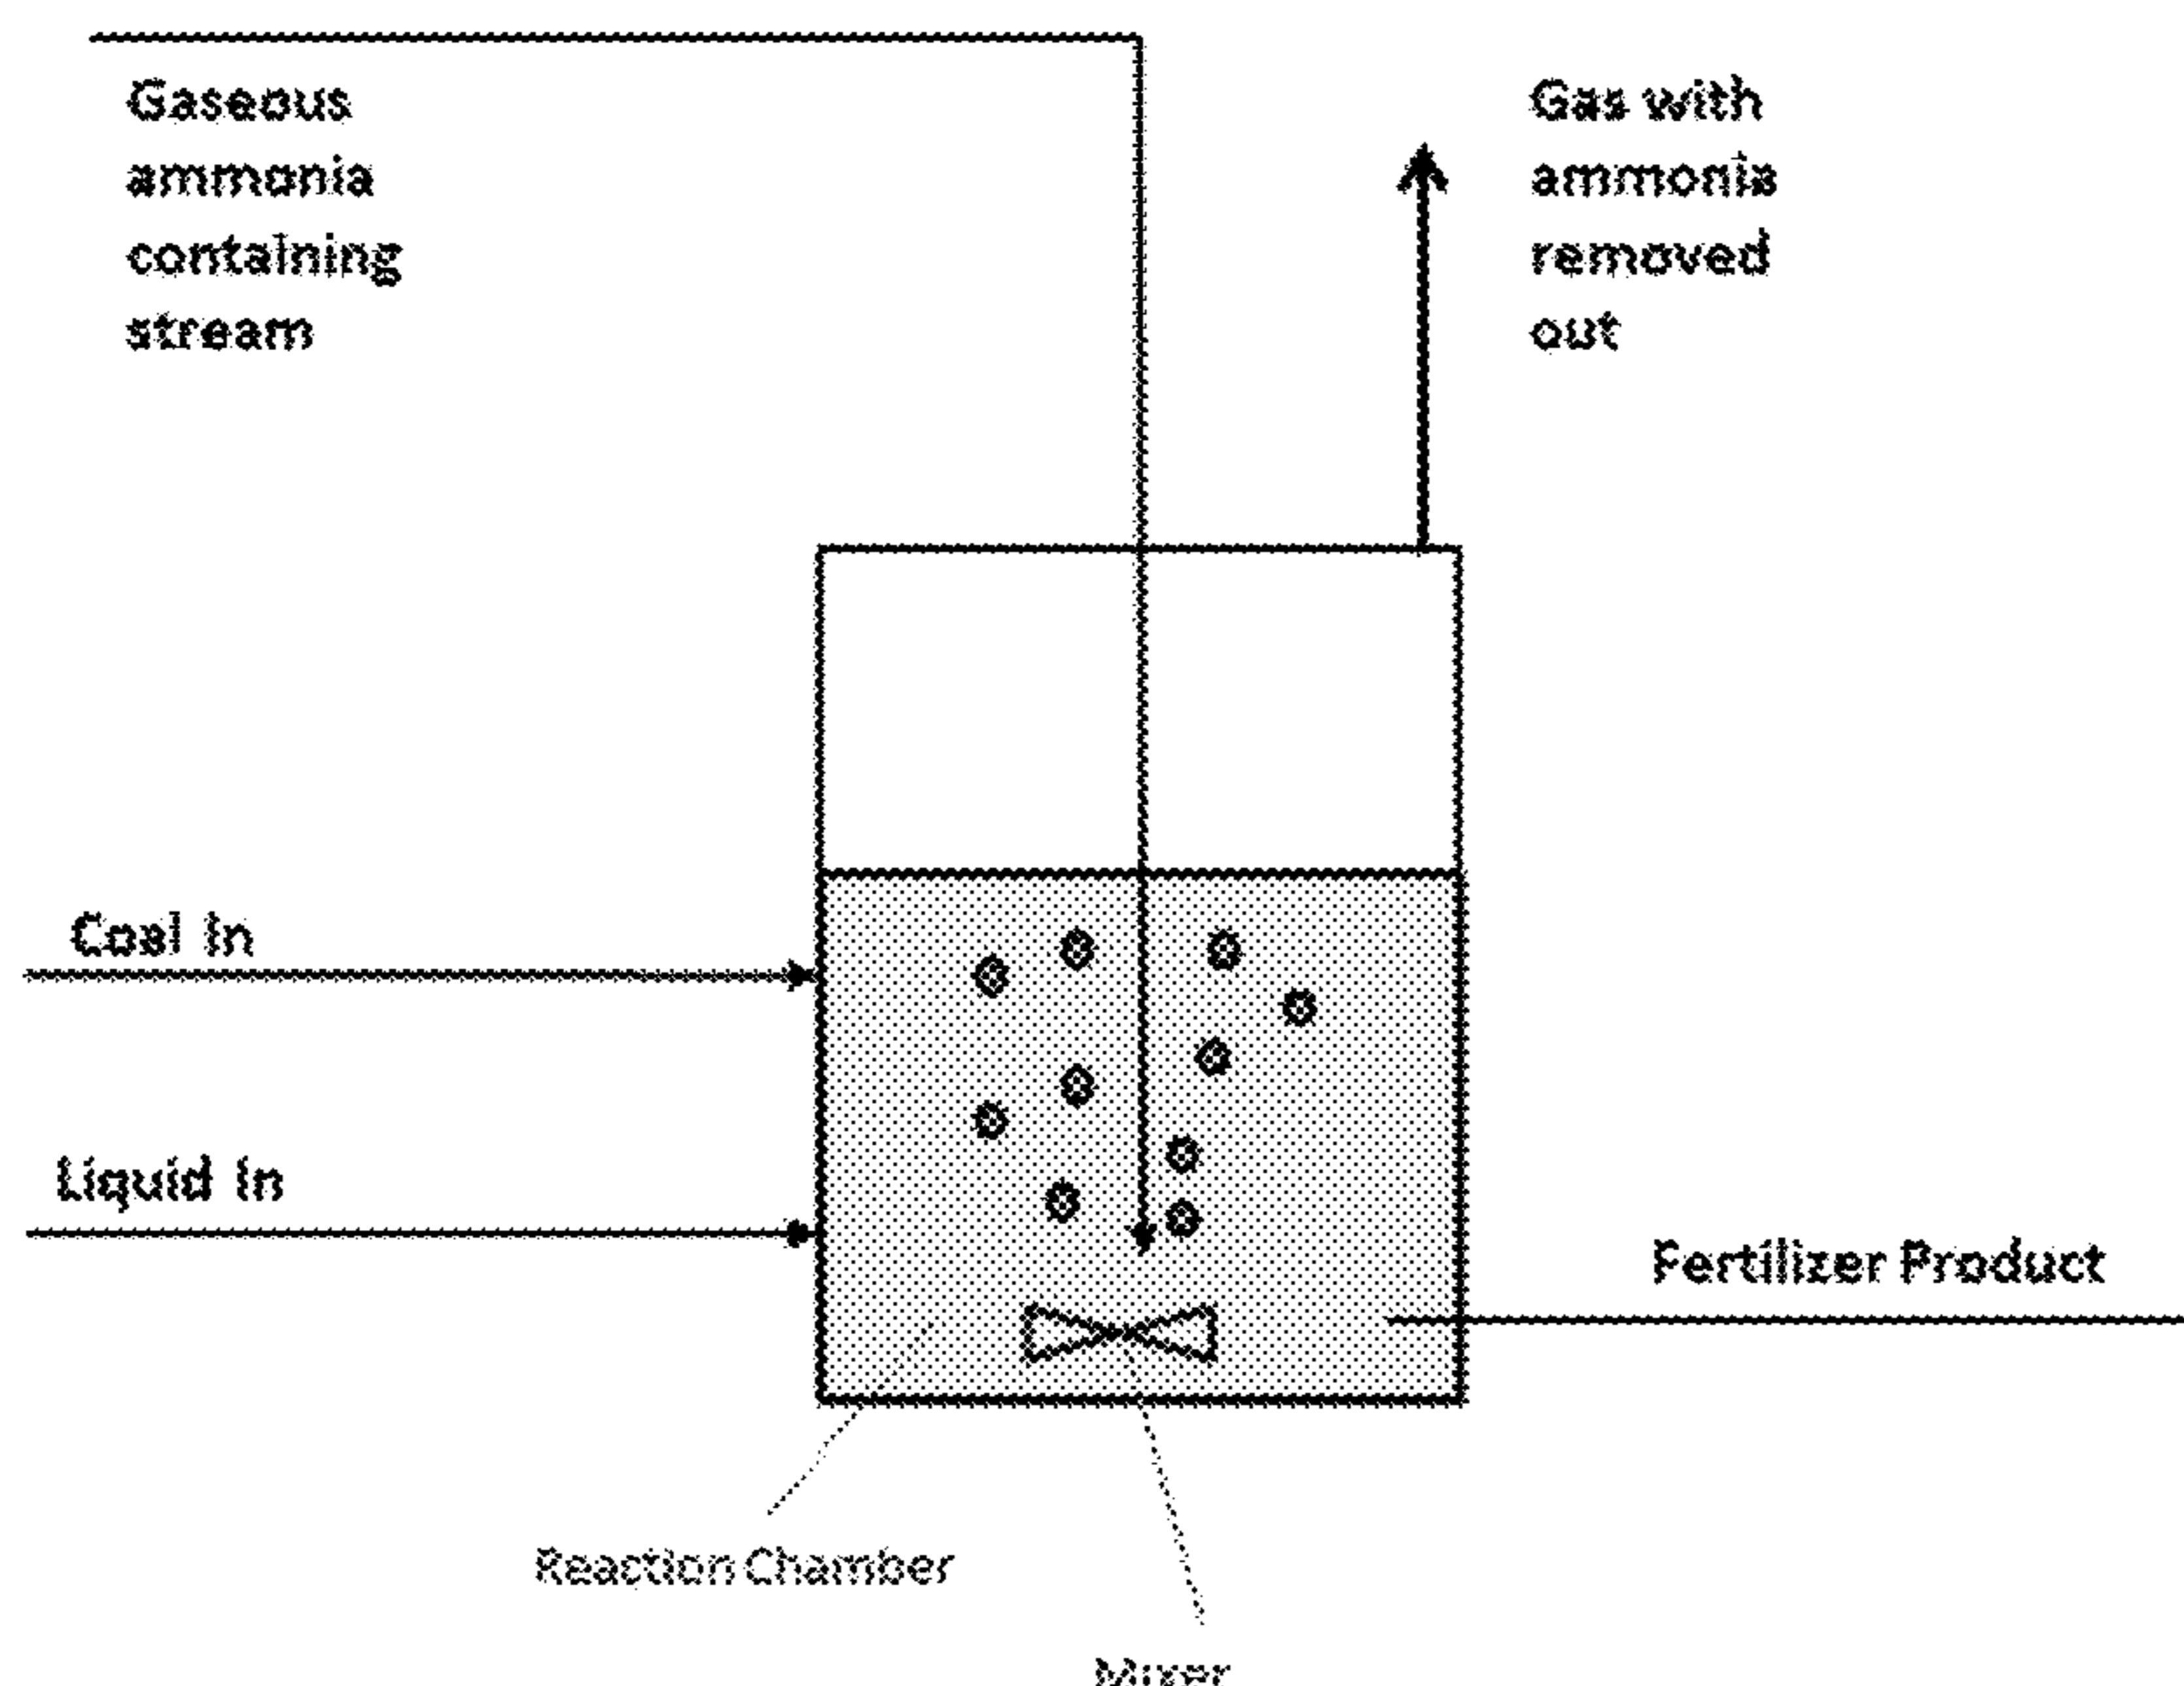 Gaseous
ammonia
containing
stream
Gas with
ammonia
removed
out
Coal In
Liquid In
Fertilizer Product
Reaction Chamber
Mixer